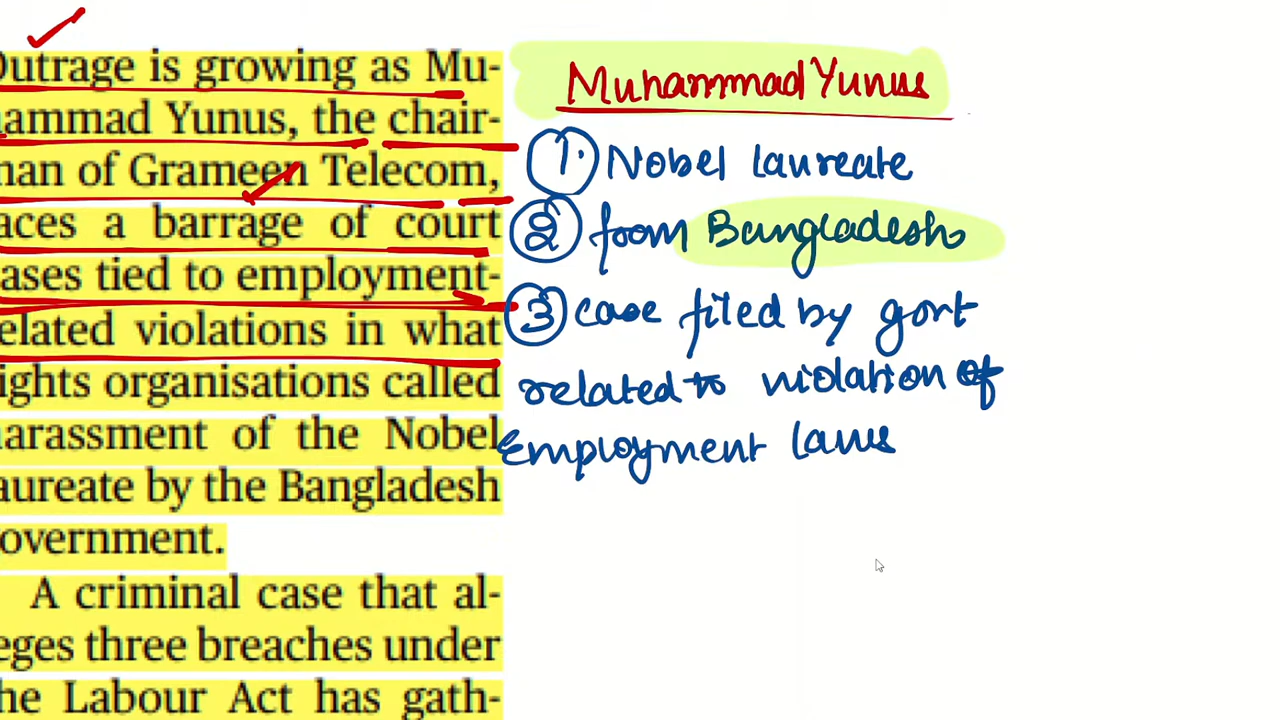 Outrage is growing as Mu-
ammad Yunus, the chair-
man of Grameen Telecom,
aces a barrage of court
ases tied to employment-
elated violations in what
ights organisations called
harassment of the Nobel
aureate by the Bangladesh
overnment.
A criminal case that al-
eges three breaches under
he Labour Act has gath-
Muhammad Yunus
1. Nobel laureate
2 from Bangladesh
3 case filed by govt
related to violation of
Employment laws